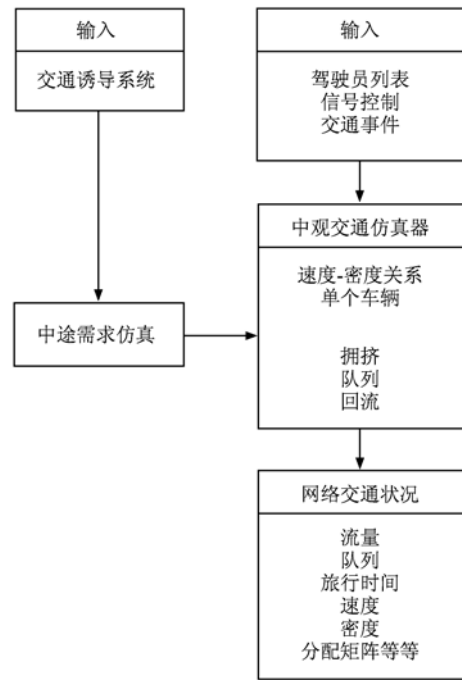 输入
交通诱导系统
中途需求仿真
输入
驾驶员列表
信号控制
交通事件
中观交通仿真器
速度-密度关系
单个车辆
拥挤
队列
回流
网络交通状况
流量
队列
旅行时间
速度
密度
分配矩阵等等